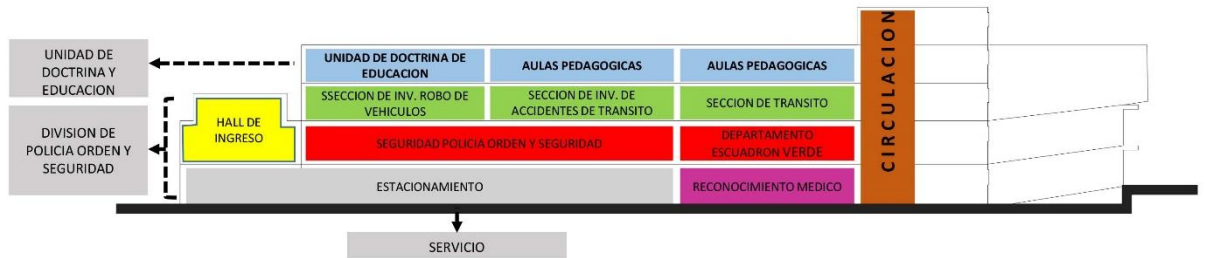 UNIDAD DE
DOCTRINA Y
EDUCACION
DIVISION DE
POLICIA ORDEN Y
SEGURIDAD
HALL DE
INGRESO
UNIDAD DE DOCTRINA DE
EDUCACION
AULAS PEDAGOGICAS
AULAS PEDAGOGICAS
SSECCION DE INV. ROBO DE
VEHICULOS
SECCION DE INV. DE
ACCIDENTES DE TRANSITO
SECCION DE TRANSITO
SEGURIDAD POLICIA ORDEN Y SEGURIDAD
DEPARTAMENTO
ESCUADRON VERDE
ESTACIONAMIENTO
RECONOCIMIENTO MEDICO
CIRCULACION
SERVICIO